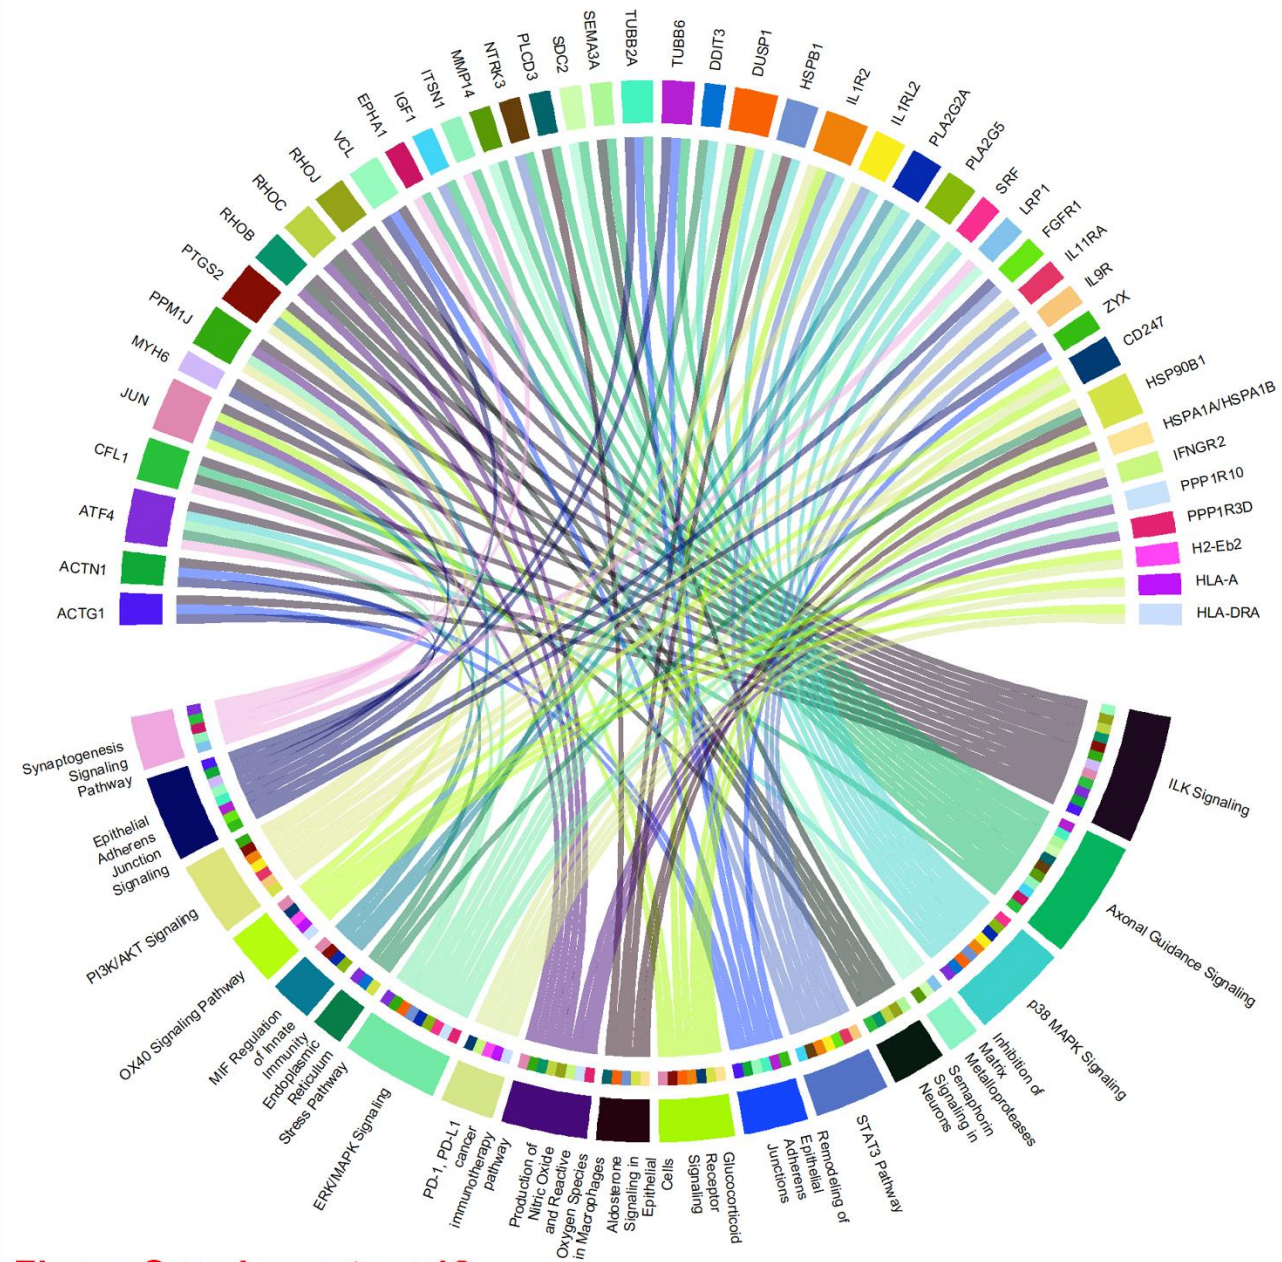 ACTG1
ACTN1
ATF4
CFL1
JUN
MYH6
PPM1J
PTGS2
RHOB
RHOC
RHOJ
VCL
EPHA1
IGF1
ITSN1
MMP14
NTRK3
PLCD3
SDC2
SEMA3A
TUBB2A
TUBB6
DDIT3
DUSP1
HSPB1
IL1R2
IL1RL2
PLA2G2A
PLA2G5
SRF
LRP1
FGFR1
IL11RA
IL9R
ZYX
CD247
HSP90B1
HSPA1A/HSPA1B
IFNGR2
PPP1R10
PPP1R3D
H2-Eb2
HLA-A
HLA-DRA
ILK Signaling
Axonal Guidance Signaling
p38 MAPK Signaling
Inhibition of
Matrix
Metalloproteases
Semaphorin
Signaling in
Neurons
STAT3 Pathway
Remodeling of
Epithelial
Adherens
Junctions
Glucocorticoid
Receptor
Signaling
Aldosterone
Signaling in
Epithelial
Cells
Production of
Nitric Oxide
and Reactive
Oxygen Species
in Macrophages
PD-1, PD-L1
cancer
immunotherapy
pathway
ERK/MAPK Signaling
Endoplasmic
Reticulum
Stress Pathway
MIF Regulation
of Innate
Immunity
OX40 Signaling Pathway
PI3K/AKT Signaling
Epithelial
Adherens
Junction
Signaling
Synaptogenesis
Signaling
Pathway